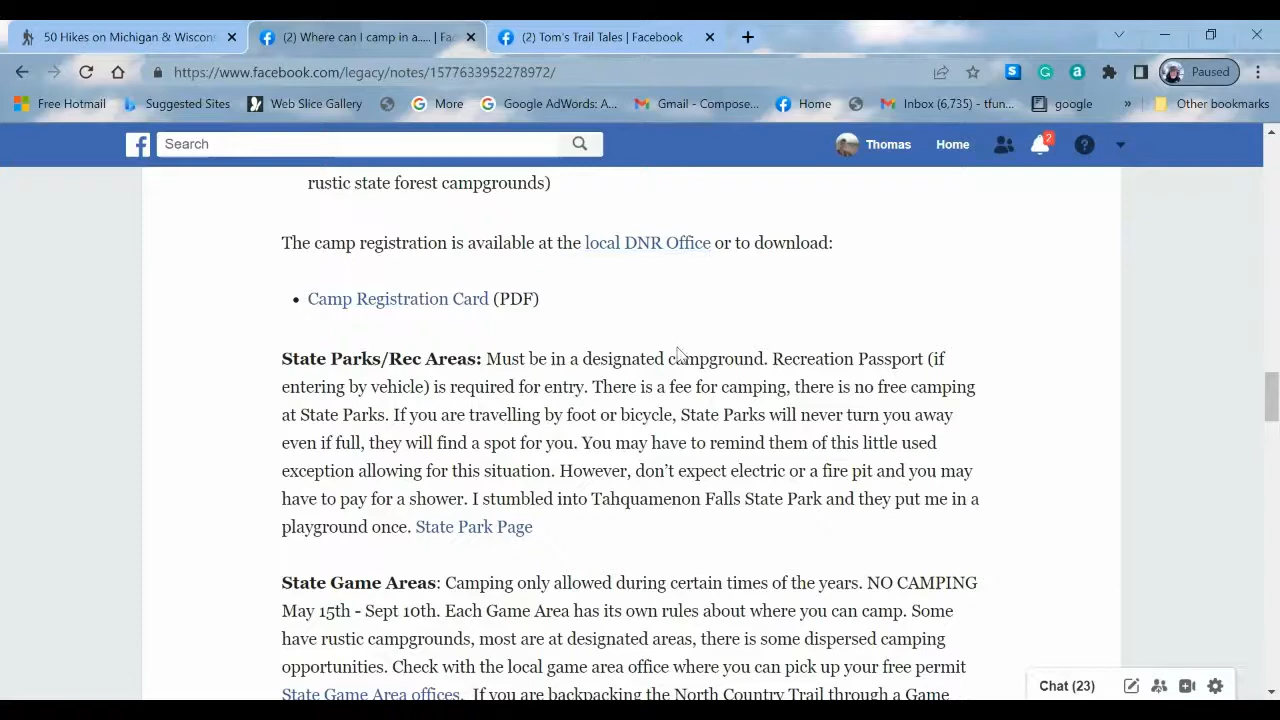 50 Hikes on Michigan & Wiscon
(2) Where can I camp in a..... | Fac
(2) Tom's Trail Tales | Facebook
https://www.facebook.com/legacy/notes/1577633952278972/
Paused
Free Hotmail
Suggested Sites
Web Slice Gallery
More
Google AdWords: A...
Gmail - Compose...
Home
Inbox (6,735) - tfun...
google
»
Other bookmarks
Search
Thomas
Home
2
rustic state forest campgrounds)
The camp registration is available at the local DNR Office or to download:
• Camp Registration Card (PDF)
State Parks/Rec Areas: Must be in a designated campground. Recreation Passport (if
entering by vehicle) is required for entry. There is a fee for camping, there is no free camping
at State Parks. If you are travelling by foot or bicycle, State Parks will never turn you away
even if full, they will find a spot for you. You may have to remind them of this little used
exception allowing for this situation. However, don't expect electric or a fire pit and you may
have to pay for a shower. I stumbled into Tahquamenon Falls State Park and they put me in a
playground once. State Park Page
State Game Areas: Camping only allowed during certain times of the years. NO CAMPING
May 15th - Sept 10th. Each Game Area has its own rules about where you can camp. Some
have rustic campgrounds, most are at designated areas, there is some dispersed camping
opportunities. Check with the local game area office where you can pick up your free permit
State Game Area offices. If you are backpacking the North Country Trail through a Game
Chat (23)